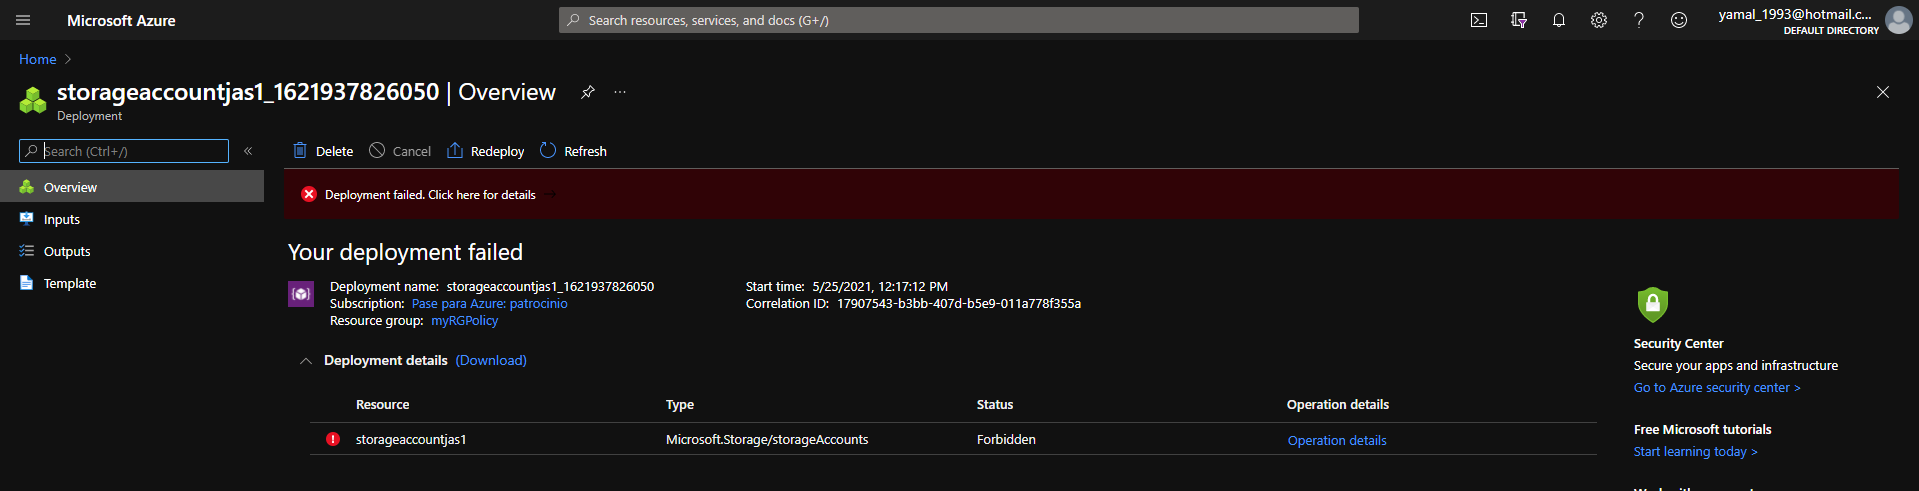 Microsoft Azure
Search resources, services, and docs (G+/)
yamal_1993@hotmail.c...
DEFAULT DIRECTORY
Home
storageaccountjas1_1621937826050 | Overview
Deployment
Search (Ctrl+/)
Delete
Cancel
Redeploy
Refresh
Overview
Inputs
Outputs
Template
Deployment failed. Click here for details
Your deployment failed
Deployment name: storageaccountjas1_1621937826050
Subscription: Pase para Azure: patrocinio
Resource group: myRGPolicy
Start time: 5/25/2021, 12:17:12 PM
Correlation ID: 17907543-b3bb-407d-b5e9-011a778f355a
Deployment details (Download)
Resource Type Status Operation details
storageaccountjas1 Microsoft.Storage/storageAccounts Forbidden Operation details
Security Center
Secure your apps and infrastructure
Go to Azure security center >
Free Microsoft tutorials
Start learning today >